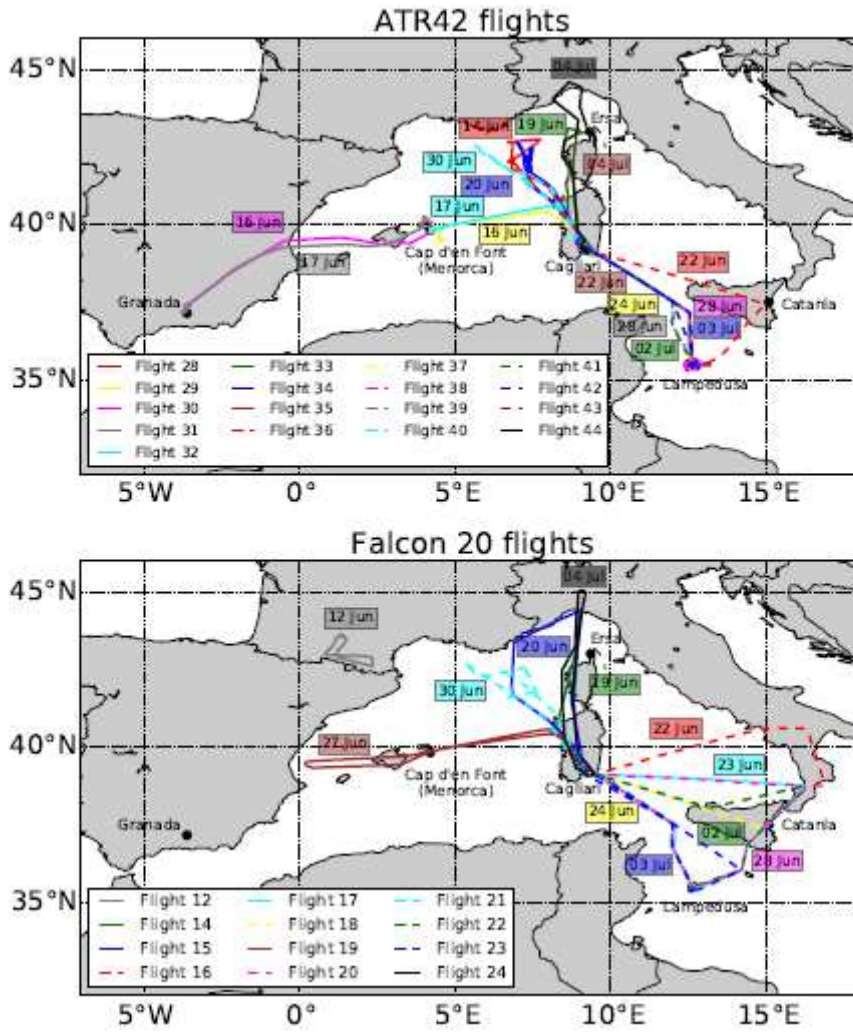 ATR42 flights
45°N
40°N
35°N
04 Jul
19 Jun
Ersa
30 Jun
04 Jul
20 Jun
17 Jun
16 Jun
16 Jun
17 Jun
Cap d'en Font
(Menorca)
Cagliari
22 Jun
22 Jun
Granada
24 Jun
28 Jun
Catania
28 Jun
03 Jul
02 Jul
Lampedusa
Flight 28
Flight 29
Flight 30
Flight 31
Flight 32
Flight 33
Flight 34
Flight 35
Flight 36
Flight 37
Flight 38
Flight 39
Flight 40
Flight 41
Flight 42
Flight 43
Flight 44
5°W
0°
5°E
10°E
15°E
Falcon 20 flights
45°N
40°N
35°N
04 Jul
12 Jun
Ersa
19 Jun
30 Jun
22 Jun
27 Jun
23 Jun
Cap d'en Font
(Menorca)
Cagliari
24 Jun
Granada
02 Jul
Catania
03 Jul
28 Jun
Lampedusa
Flight 12
Flight 14
Flight 15
Flight 16
Flight 17
Flight 18
Flight 19
Flight 20
Flight 21
Flight 22
Flight 23
Flight 24
5°W
0°
5°E
10°E
15°E